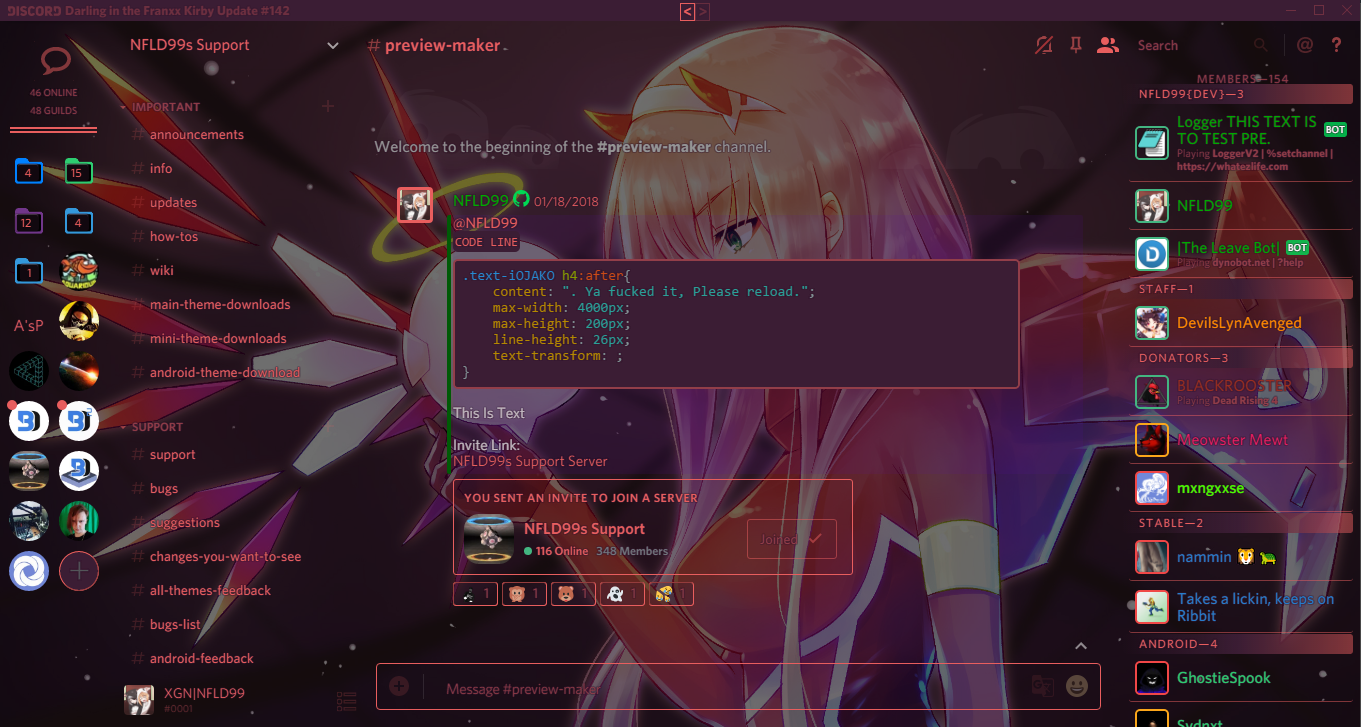 DISCORD Darling in the Franxx Kirby Update #142
< >
46 ONLINE
48 GUILDS
4
15
12
4
1
A'sP
NFLD99s Support
IMPORTANT
# announcements
# info
# updates
# how-tos
# wiki
# main-theme-downloads
# mini-theme-downloads
# android-theme-download
SUPPORT
# support
# bugs
# suggestions
# changes-you-want-to-see
# all-themes-feedback
# bugs-list
# android-feedback
XGN|NFLD99
#0001
# preview-maker
Search
@ ?
Welcome to the beginning of the #preview-maker channel.
NFLD99 01/18/2018
@NFLD99
CODE LINE
.text-iOJAKO h4:after{
content: ". Ya fucked it, Please reload.";
max-width: 4000px;
max-height: 200px;
line-height: 26px;
text-transform: ;
}
This Is Text
Invite Link:
NFLD99s Support Server
YOU SENT AN INVITE TO JOIN A SERVER
NFLD99s Support
116 Online 348 Members
Joined
1 1 1 1 1
Message #preview-maker
MEMBERS—154
NFLD99{DEV}—3
Logger THIS TEXT IS
TO TEST PRE. BOT
Playing LoggerV2 | %setchannel |
https://whatezlife.com
NFLD99
|The Leave Bot| BOT
Playing dynobot.net | ?help
STAFF—1
DevilsLynAvenged
DONATORS—3
BLACKROOSTER
Playing Dead Rising 4
Meowster Mewt
mxngxxse
STABLE—2
nammin 🐯 🐢
Takes a lickin, keeps on
Ribbit
ANDROID—4
GhostieSpook
Sydnxt